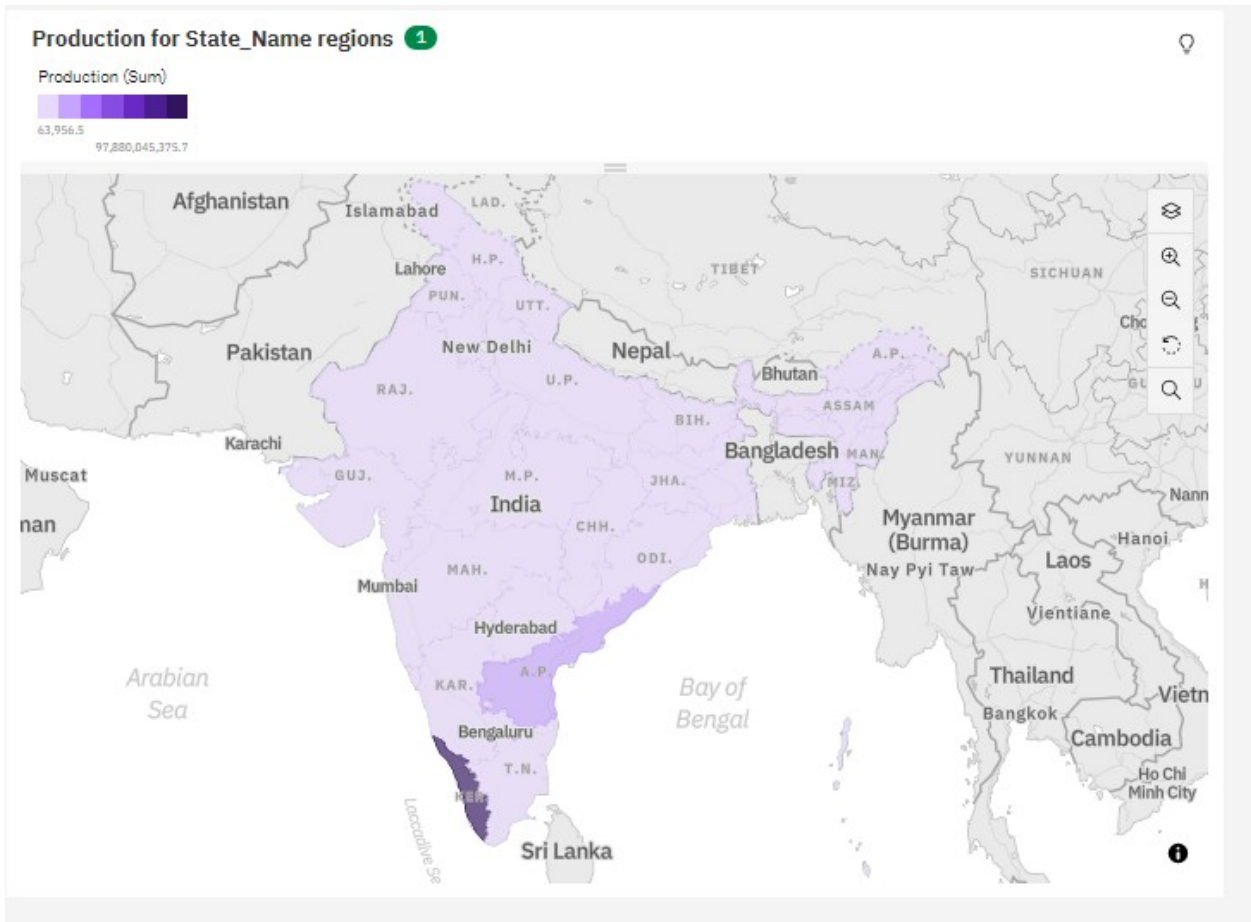 Production for State_Name regions 1
Production (Sum)
63,956.5
97,880,045,375.7
Afghanistan
Islamabad
LAD.
H.P.
Lahore
TIBET
SICHUAN
PUN.
UTT.
Pakistan
New Delhi
Nepal
A.P.
Bhutan
RAJ.
U.P.
ASSAM
BIH.
Karachi
Bangladesh
MAN.
YUNNAN
Muscat
GUJ.
M.P.
JHA.
MIZ.
India
CHH.
Myanmar
(Burma)
Hanoi
ODI.
Laos
MAH.
Nay Pyi Taw
Mumbai
Vientiane
Hyderabad
Arabian
Sea
KAR.
A.P.
Bay of
Bengal
Thailand
Bangkok
Bengaluru
Cambodia
T.N.
KER.
Ho Chi
Minh City
Sri Lanka